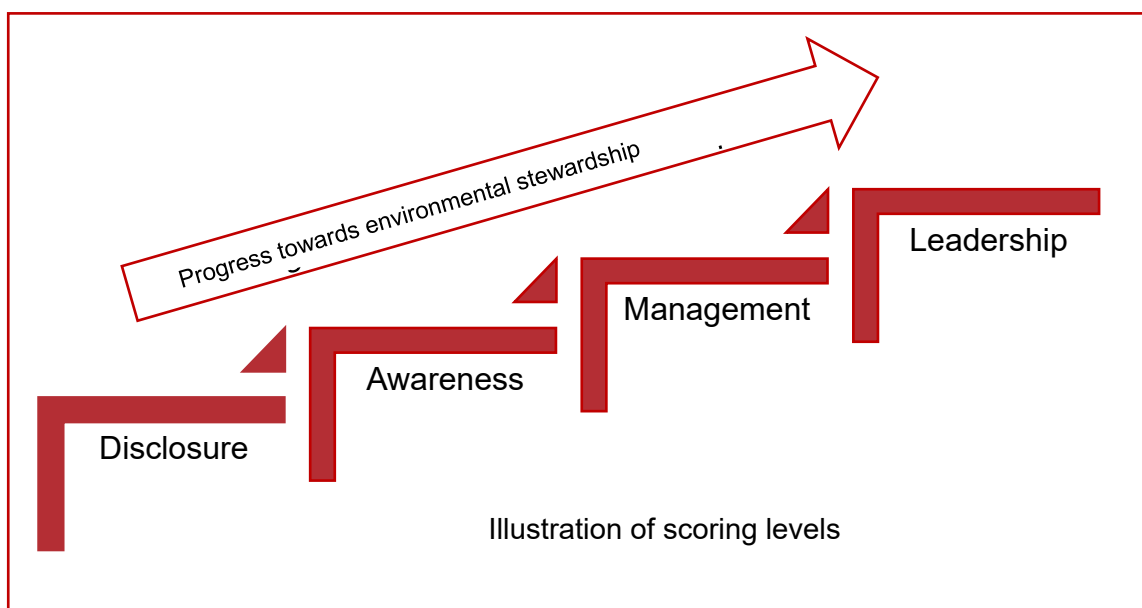 Progress towards environmental stewardship
Leadership
Management
Awareness
Disclosure
Illustration of scoring levels